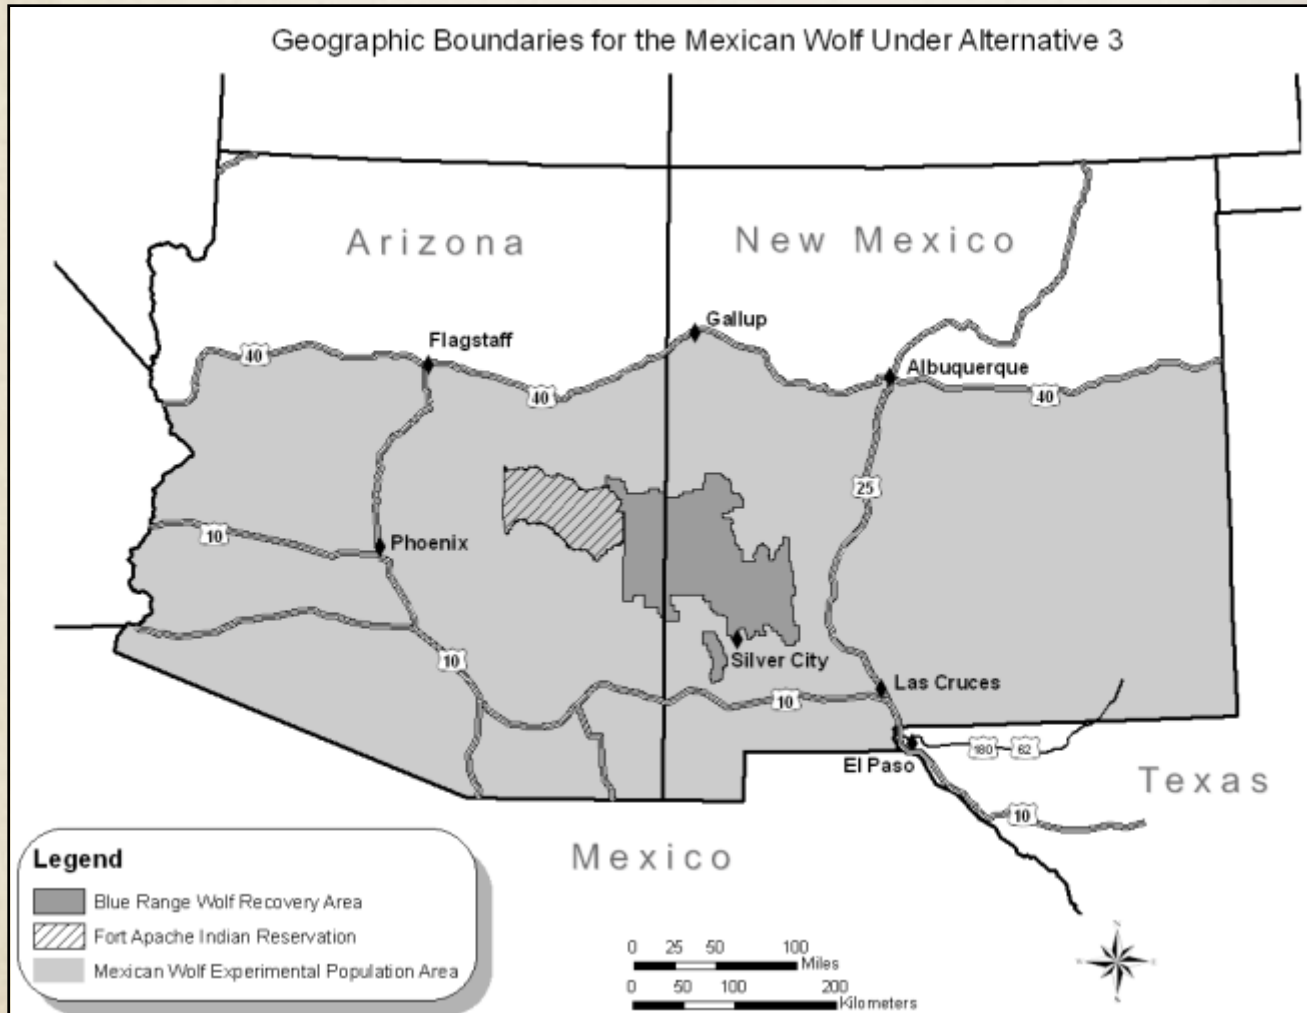 Geographic Boundaries for the Mexican Wolf Under Alternative 3
Arizona
New Mexico
Gallup
Flagstaff
40
Albuquerque
40
40
25
10
Phoenix
10
Silver City
Las Cruces
10
180
62
El Paso
Texas
10
Mexico
Legend
Blue Range Wolf Recovery Area
Fort Apache Indian Reservation
Mexican Wolf Experimental Population Area
0 25 50 100
Miles
0 50 100 200
Kilometers